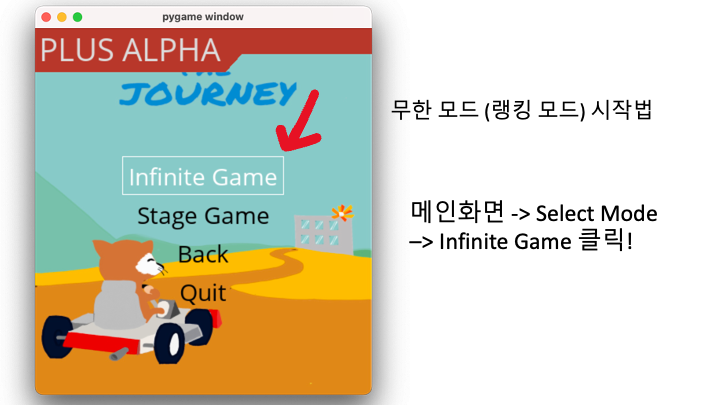 pygame window
PLUS ALPHA
THE
JOURNEY
Infinite Game
Stage Game
Back
Quit
무한 모드 (랭킹 모드) 시작법
메인화면 -> Select Mode
–> Infinite Game 클릭!